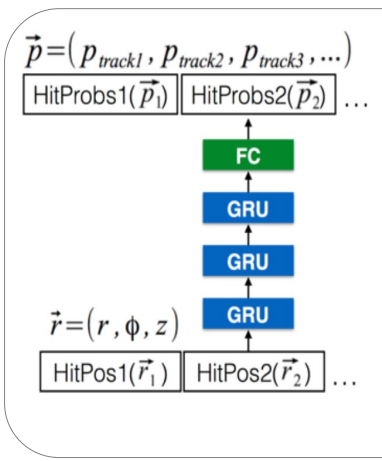 p⃗=(p_track1, p_track2, p_track3, ...)
HitProbs1(p⃗₁) HitProbs2(p⃗₂) ...
FC
GRU
GRU
GRU
r⃗=(r, ϕ, z)
HitPos1(r⃗₁) HitPos2(r⃗₂) ...